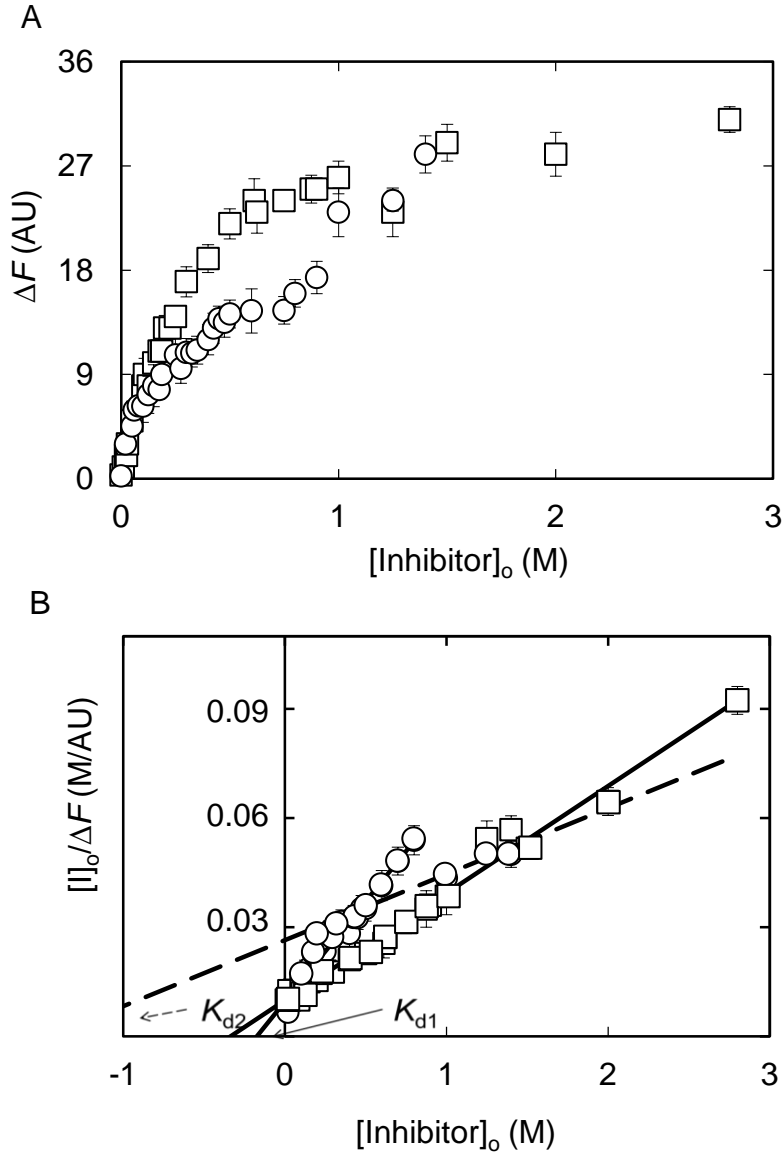 A
36
27
18
9
0
ΔF (AU)
0
1
2
3
[Inhibitor]o (M)
B
0.09
0.06
0.03
[I]o/ΔF (M/AU)
Kd2
Kd1
-1
0
1
2
3
[Inhibitor]o (M)